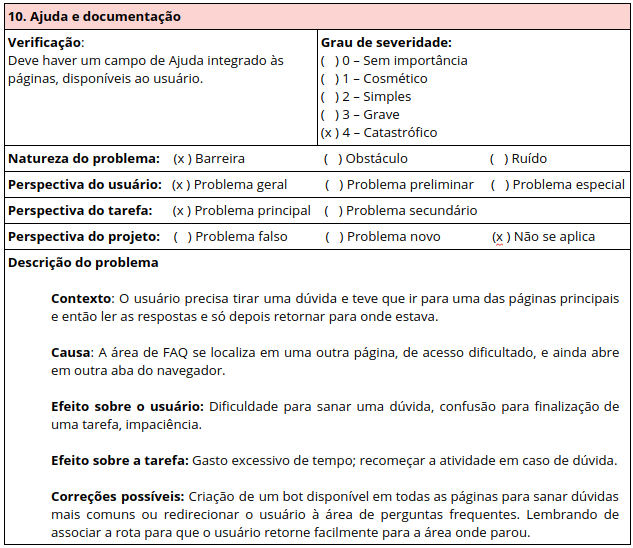 10. Ajuda e documentação
Verificação:
Deve haver um campo de Ajuda integrado às
páginas, disponíveis ao usuário.
Grau de severidade:
( ) 0 – Sem importância
( ) 1 – Cosmético
( ) 2 – Simples
( ) 3 – Grave
(x ) 4 – Catastrófico
Natureza do problema: (x ) Barreira ( ) Obstáculo ( ) Ruído
Perspectiva do usuário: (x ) Problema geral ( ) Problema preliminar ( ) Problema especial
Perspectiva da tarefa: (x ) Problema principal ( ) Problema secundário
Perspectiva do projeto: ( ) Problema falso ( ) Problema novo (x ) Não se aplica
Descrição do problema
Contexto: O usuário precisa tirar uma dúvida e teve que ir para uma das páginas principais
e então ler as respostas e só depois retornar para onde estava.
Causa: A área de FAQ se localiza em uma outra página, de acesso dificultado, e ainda abre
em outra aba do navegador.
Efeito sobre o usuário: Dificuldade para sanar uma dúvida, confusão para finalização de
uma tarefa, impaciência.
Efeito sobre a tarefa: Gasto excessivo de tempo; recomeçar a atividade em caso de dúvida.
Correções possíveis: Criação de um bot disponível em todas as páginas para sanar dúvidas
mais comuns ou redirecionar o usuário à área de perguntas frequentes. Lembrando de
associar a rota para que o usuário retorne facilmente para a área onde parou.